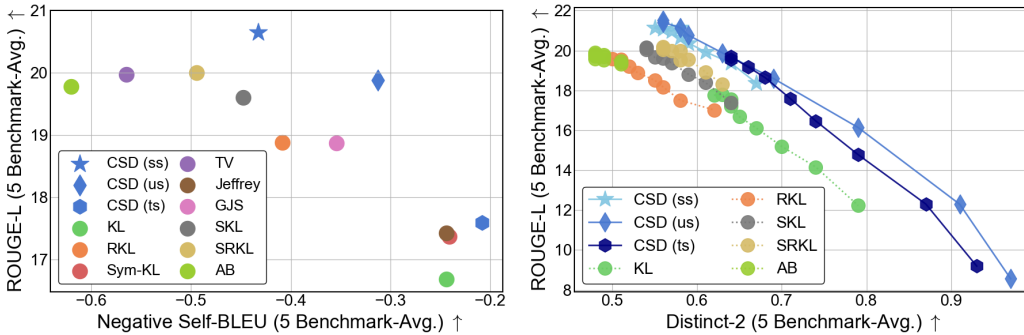 ROUGE-L (5 Benchmark-Avg.) ↑
21
20
19
18
17
CSD (ss)
CSD (us)
CSD (ts)
KL
RKL
Sym-KL
TV
Jeffrey
GJS
SKL
SRKL
AB
−0.6 −0.5 −0.4 −0.3 −0.2
Negative Self-BLEU (5 Benchmark-Avg.) ↑
ROUGE-L (5 Benchmark-Avg.) ↑
22
20
18
16
14
12
10
8
CSD (ss)
CSD (us)
CSD (ts)
KL
RKL
SKL
SRKL
AB
0.5 0.6 0.7 0.8 0.9
Distinct-2 (5 Benchmark-Avg.) ↑